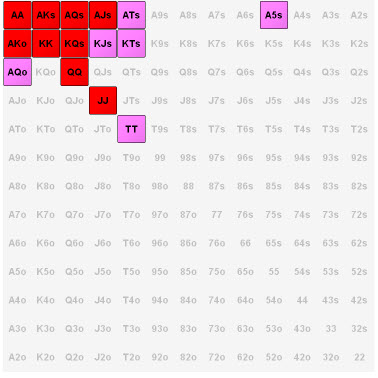 AA AKs AQs AJs ATs A9s A8s A7s A6s A5s A4s A3s A2s
AKo KK KQs KJs KTs K9s K8s K7s K6s K5s K4s K3s K2s
AQo KQo QQ QJs QTs Q9s Q8s Q7s Q6s Q5s Q4s Q3s Q2s
AJo KJo QJo JJ JTs J9s J8s J7s J6s J5s J4s J3s J2s
ATo KTo QTo JTo TT T9s T8s T7s T6s T5s T4s T3s T2s
A9o K9o Q9o J9o T9o 99 98s 97s 96s 95s 94s 93s 92s
A8o K8o Q8o J8o T8o 98o 88 87s 86s 85s 84s 83s 82s
A7o K7o Q7o J7o T7o 97o 87o 77 76s 75s 74s 73s 72s
A6o K6o Q6o J6o T6o 96o 86o 76o 66 65s 64s 63s 62s
A5o K5o Q5o J5o T5o 95o 85o 75o 65o 55 54s 53s 52s
A4o K4o Q4o J4o T4o 94o 84o 74o 64o 54o 44 43s 42s
A3o K3o Q3o J3o T3o 93o 83o 73o 63o 53o 43o 33 32s
A2o K2o Q2o J2o T2o 92o 82o 72o 62o 52o 42o 32o 22